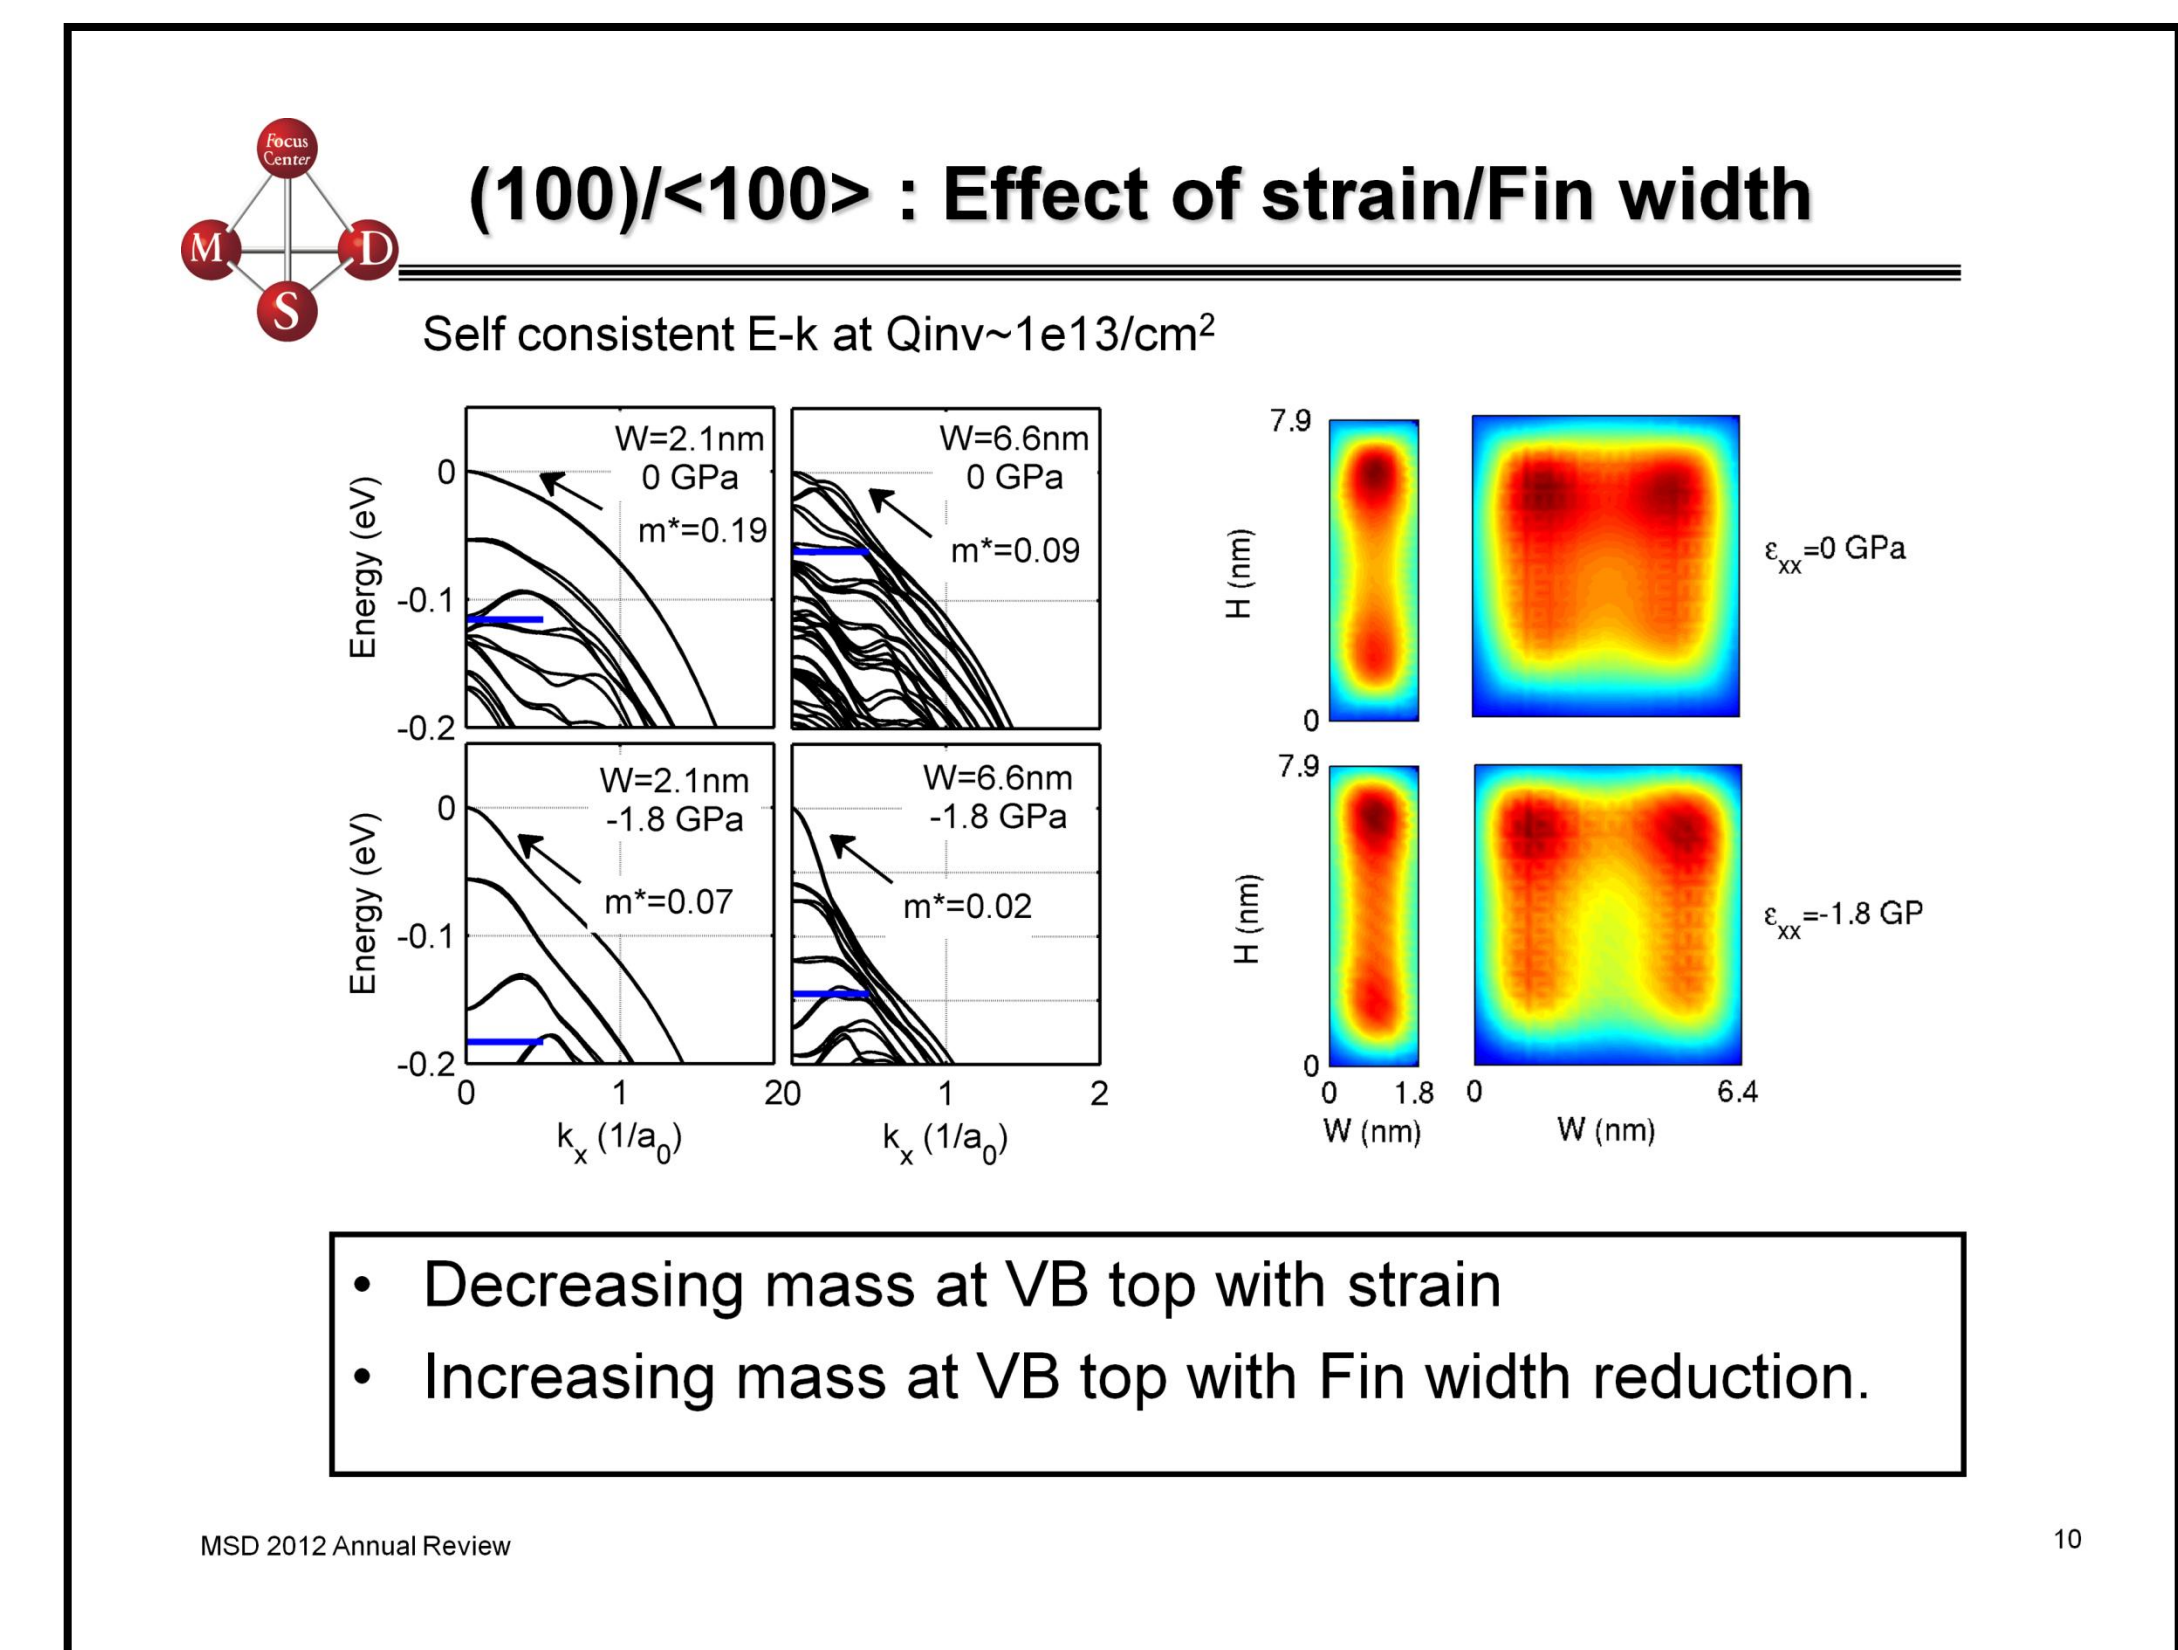 Focus
Center
M
D
S
(100)/<100> : Effect of strain/Fin width
Self consistent E-k at Qinv~1e13/cm²
W=2.1nm
0 GPa
m*=0.19
0
-0.1
-0.2
Energy (eV)
W=6.6nm
0 GPa
m*=0.09
W=2.1nm
-1.8 GPa
m*=0.07
0
-0.1
-0.2
Energy (eV)
0 1 2
kx (1/a0)
W=6.6nm
-1.8 GPa
m*=0.02
0 1 2
kx (1/a0)
7.9
H (nm)
0
εxx=0 GPa
7.9
H (nm)
0
0 1.8
W (nm)
0 6.4
W (nm)
εxx=-1.8 GP
• Decreasing mass at VB top with strain
• Increasing mass at VB top with Fin width reduction.
MSD 2012 Annual Review
10